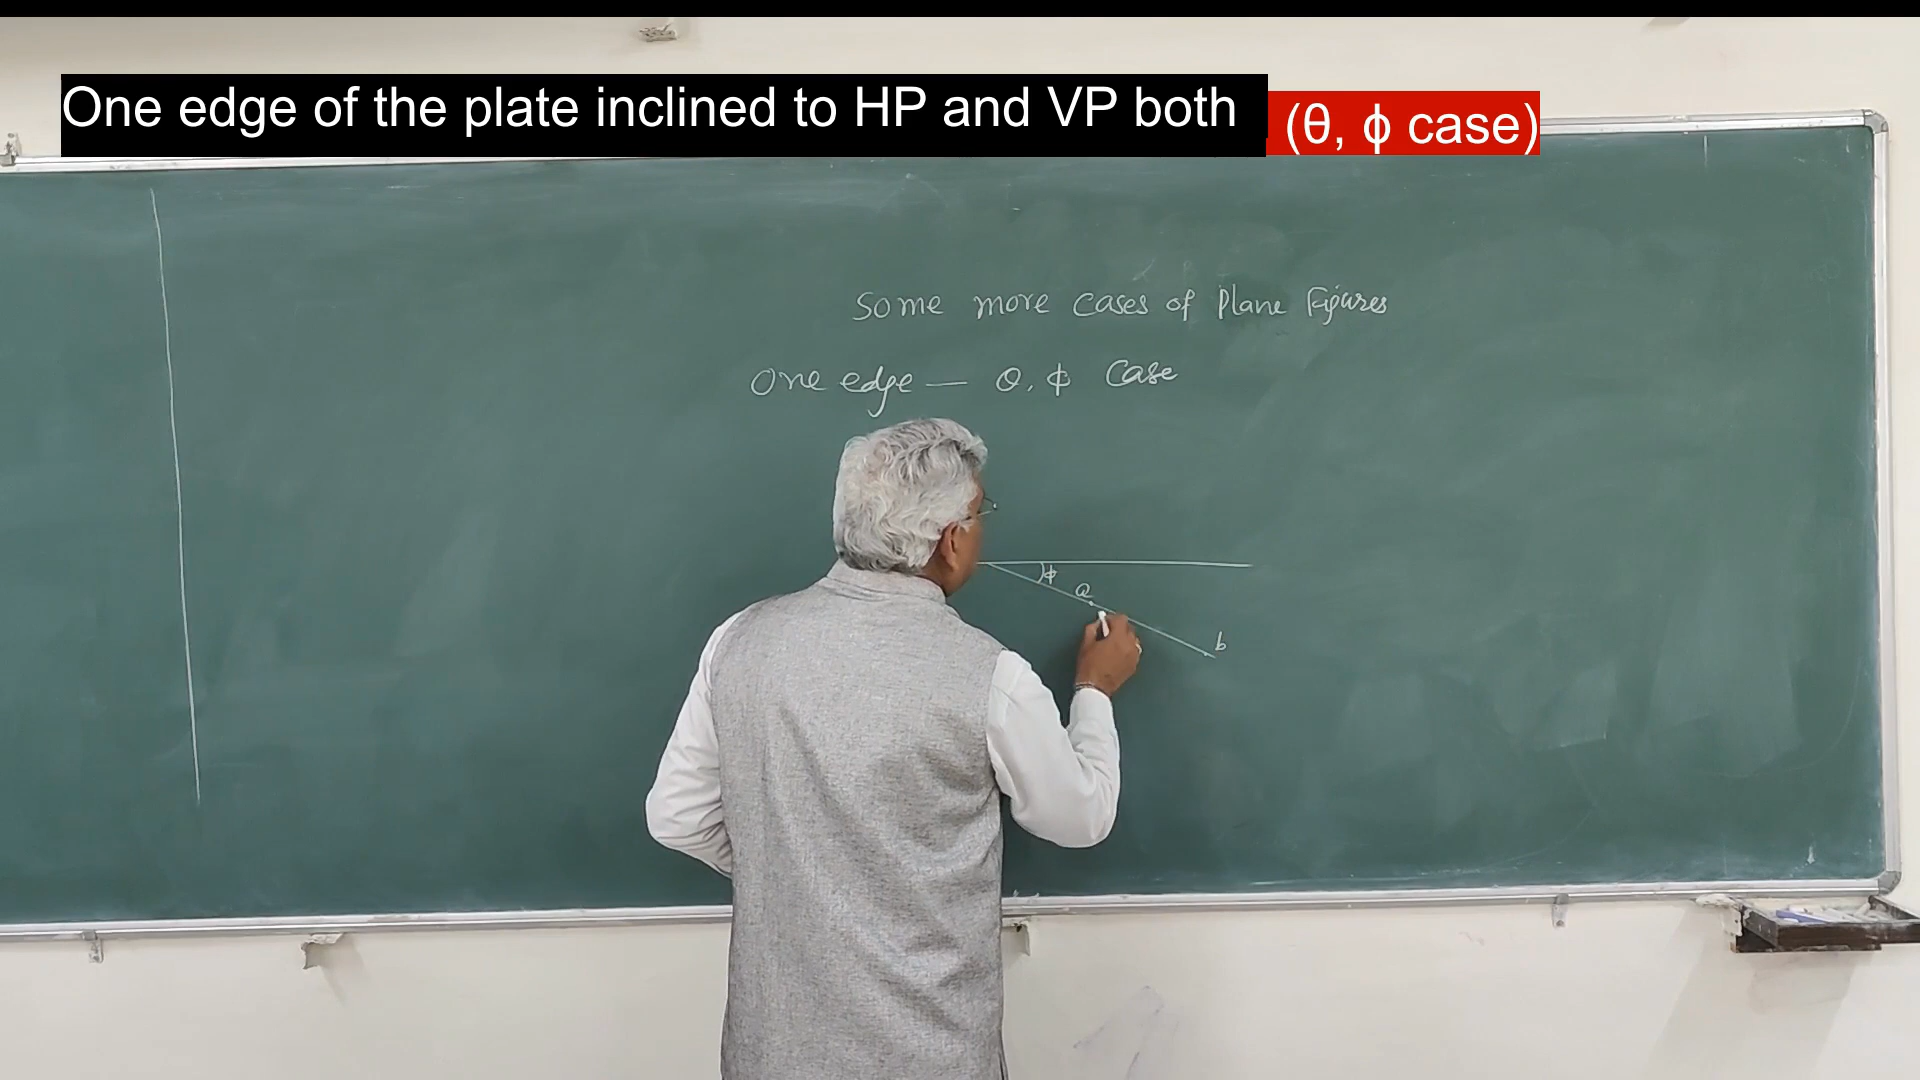 One edge of the plate inclined to HP and VP both (θ, ϕ case)
Some more Cases of Plane Figures
One edge — θ, ϕ Case
ϕ
a
b